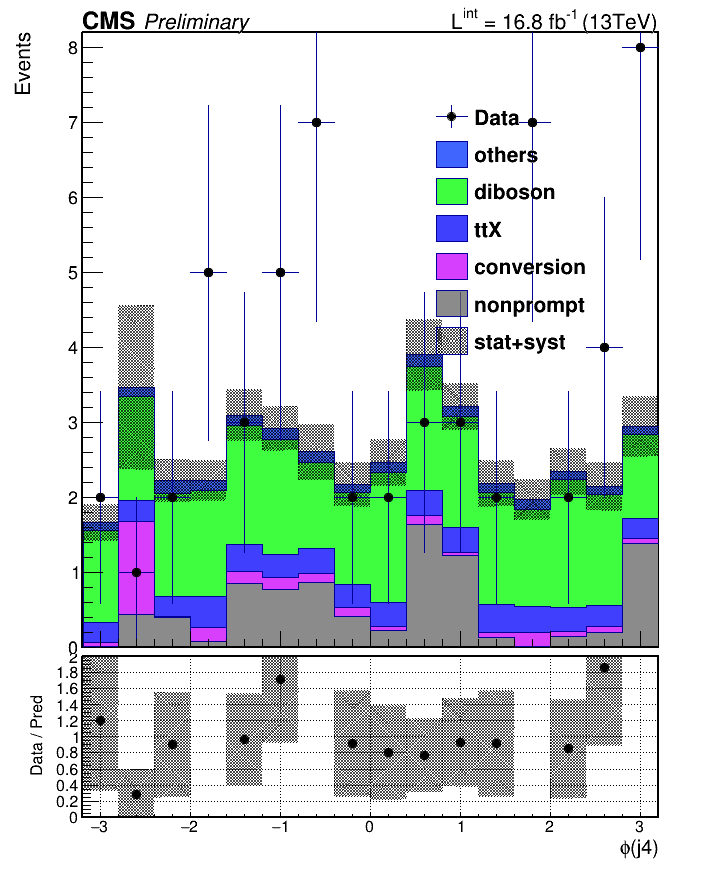 CMS Preliminary L^int = 16.8 fb^-1 (13TeV)
Events
8
7
6
5
4
3
2
1
0
Data
others
diboson
ttX
conversion
nonprompt
stat+syst
Data / Pred
2
1.8
1.6
1.4
1.2
1
0.8
0.6
0.4
0.2
0
−3 −2 −1 0 1 2 3
ϕ(j4)